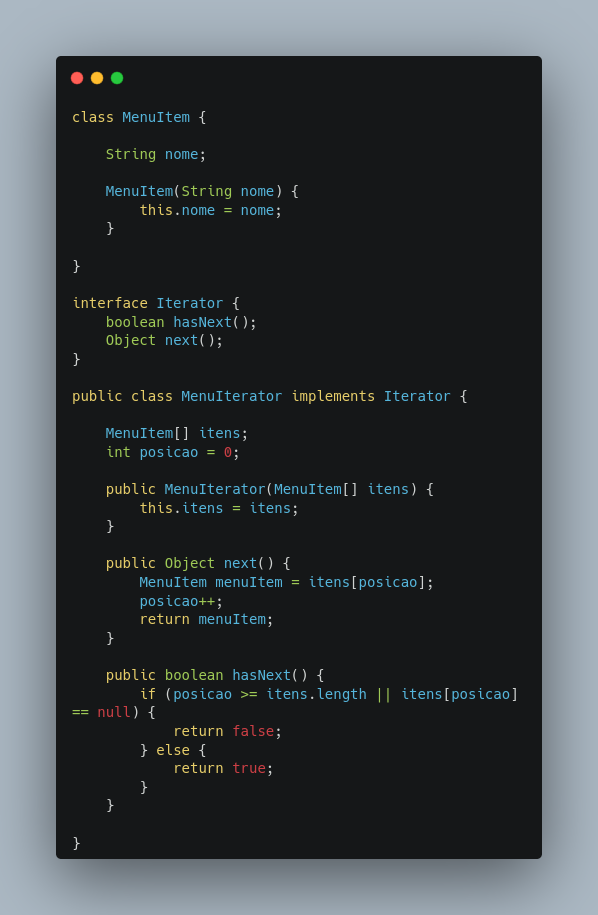 class MenuItem {
    String nome;
    MenuItem(String nome) {
        this.nome = nome;
    }
}
interface Iterator {
    boolean hasNext();
    Object next();
}
public class MenuIterator implements Iterator {
    MenuItem[] itens;
    int posicao = 0;
    public MenuIterator(MenuItem[] itens) {
        this.itens = itens;
    }
    public Object next() {
        MenuItem menuItem = itens[posicao];
        posicao++;
        return menuItem;
    }
    public boolean hasNext() {
        if (posicao >= itens.length || itens[posicao]
== null) {
            return false;
        } else {
            return true;
        }
    }
}